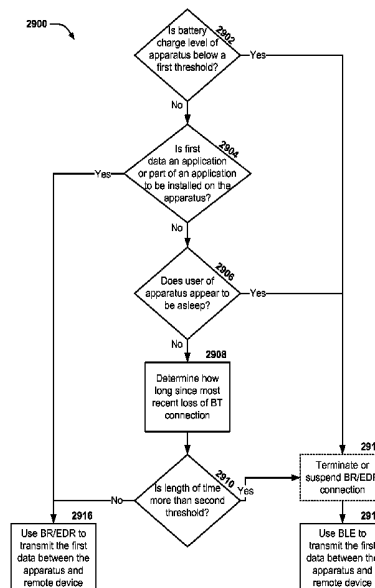 2900
2902
Is battery
charge level of
apparatus below a
first threshold?
Yes
No
2904
Is first
data an application
or part of an application
to be installed on the
apparatus?
Yes
No
2906
Does user of
apparatus appear to
be asleep?
Yes
No
2908
Determine how
long since most
recent loss of BT
connection
2910
Is length of time
more than second
threshold?
No
Yes
291
Terminate or
suspend BR/EDR
connection
2916
Use BR/EDR to
transmit the first
data between the
apparatus and
remote device
291
Use BLE to
transmit the first
data between the
apparatus and
remote device